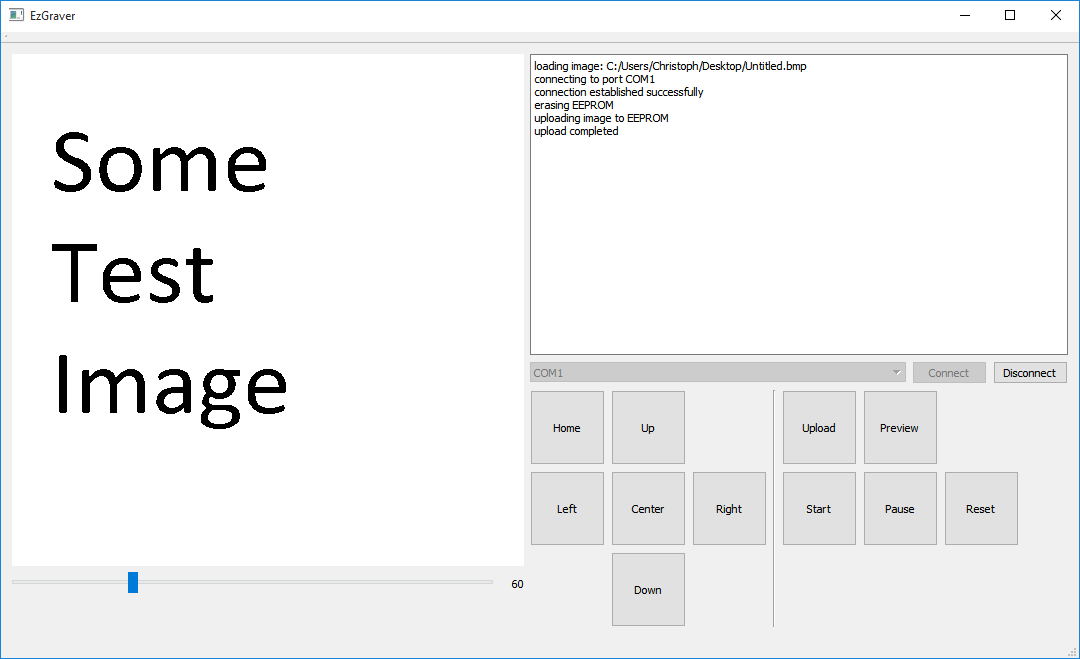 EzGraver
Some
Test
Image
60
loading image: C:/Users/Christoph/Desktop/Untitled.bmp
connecting to port COM1
connection established successfully
erasing EEPROM
uploading image to EEPROM
upload completed
COM1 Connect Disconnect
Home Up Upload Preview
Left Center Right Start Pause Reset
Down